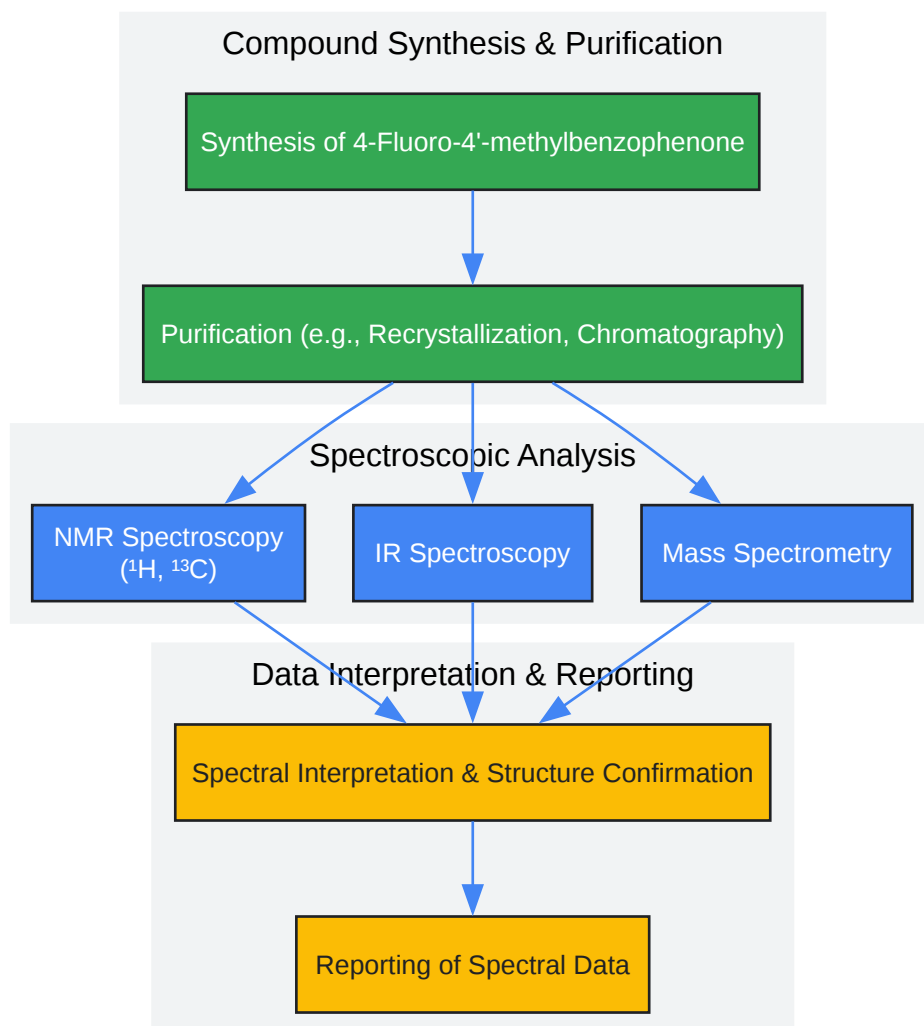 Compound Synthesis & Purification
Synthesis of 4-Fluoro-4'-methylbenzophenone
Purification (e.g., Recrystallization, Chromatography)
Spectroscopic Analysis
NMR Spectroscopy
(¹H, ¹³C)
IR Spectroscopy
Mass Spectrometry
Data Interpretation & Reporting
Spectral Interpretation & Structure Confirmation
Reporting of Spectral Data